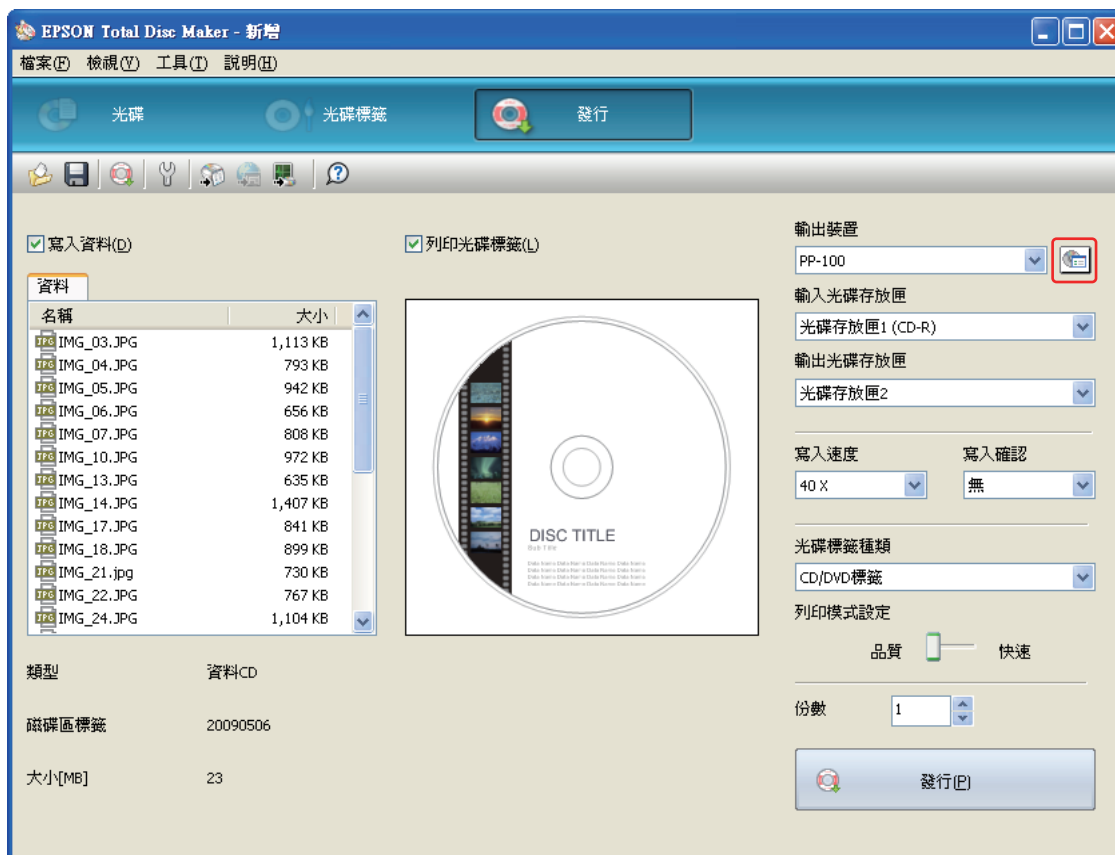 EPSON Total Disc Maker - 新增
檔案(F) 檢視(V) 工具(T) 說明(H)
光碟 光碟標籤 發行
寫入資料(D)
資料
名稱 大小
IMG_03.JPG 1,113 KB
IMG_04.JPG 793 KB
IMG_05.JPG 942 KB
IMG_06.JPG 656 KB
IMG_07.JPG 808 KB
IMG_10.JPG 972 KB
IMG_13.JPG 635 KB
IMG_14.JPG 1,407 KB
IMG_17.JPG 841 KB
IMG_18.JPG 899 KB
IMG_21.jpg 730 KB
IMG_22.JPG 767 KB
IMG_24.JPG 1,104 KB
類型 資料CD
磁碟區標籤 20090506
大小[MB] 23
列印光碟標籤(L)
DISC TITLE
Sub Title
輸出裝置
PP-100
輸入光碟存放匣
光碟存放匣1 (CD-R)
輸出光碟存放匣
光碟存放匣2
寫入速度 寫入確認
40 X 無
光碟標籤種類
CD/DVD標籤
列印模式設定
品質 快速
份數 1
發行(P)